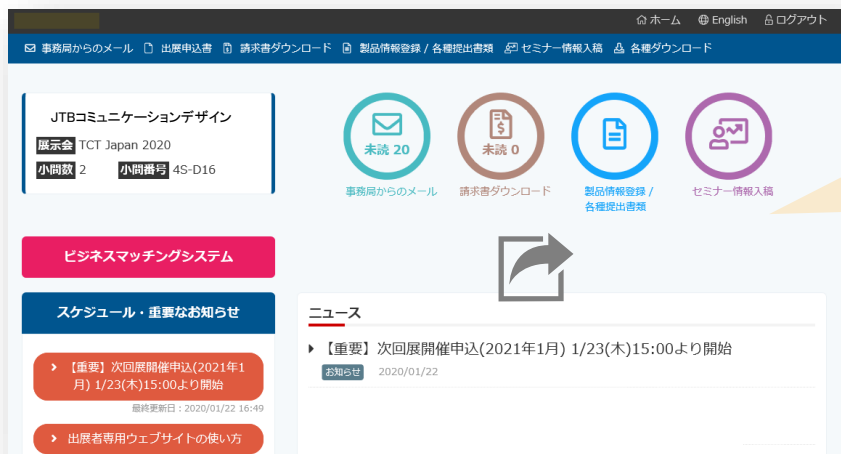 ホーム English ログアウト
事務局からのメール 出展申込書 請求書ダウンロード 製品情報登録 / 各種提出書類 セミナー情報入稿 各種ダウンロード
JTBコミュニケーションデザイン
展示会 TCT Japan 2020
小間数 2 小間番号 4S-D16
未読 20
未読 0
事務局からのメール
請求書ダウンロード
製品情報登録 /
各種提出書類
セミナー情報入稿
ビジネスマッチングシステム
スケジュール・重要なお知らせ
【重要】次回展開催申込(2021年1
月) 1/23(木)15:00より開始
最終更新日：2020/01/22 16:49
出展者専用ウェブサイトの使い方
ニュース
【重要】次回展開催申込(2021年1月) 1/23(木)15:00より開始
お知らせ 2020/01/22